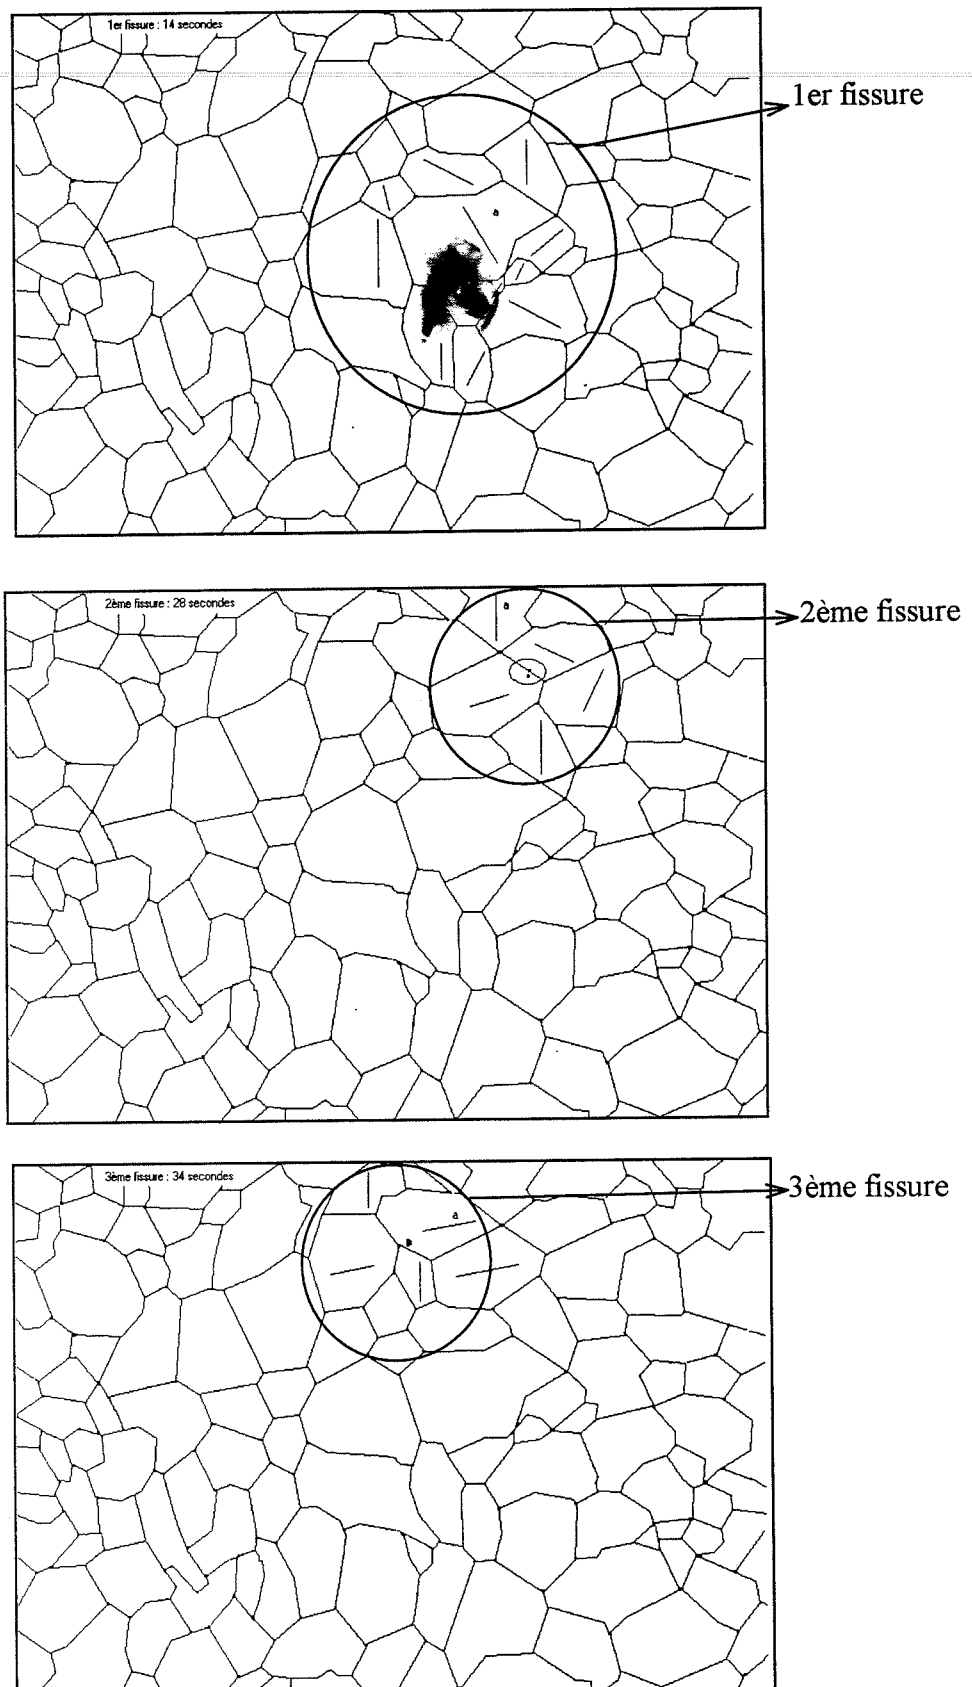 1er fissure : 14 secondes
1er fissure
a
2ème fissure : 28 secondes
a
2ème fissure
3ème fissure : 34 secondes
3ème fissure
a